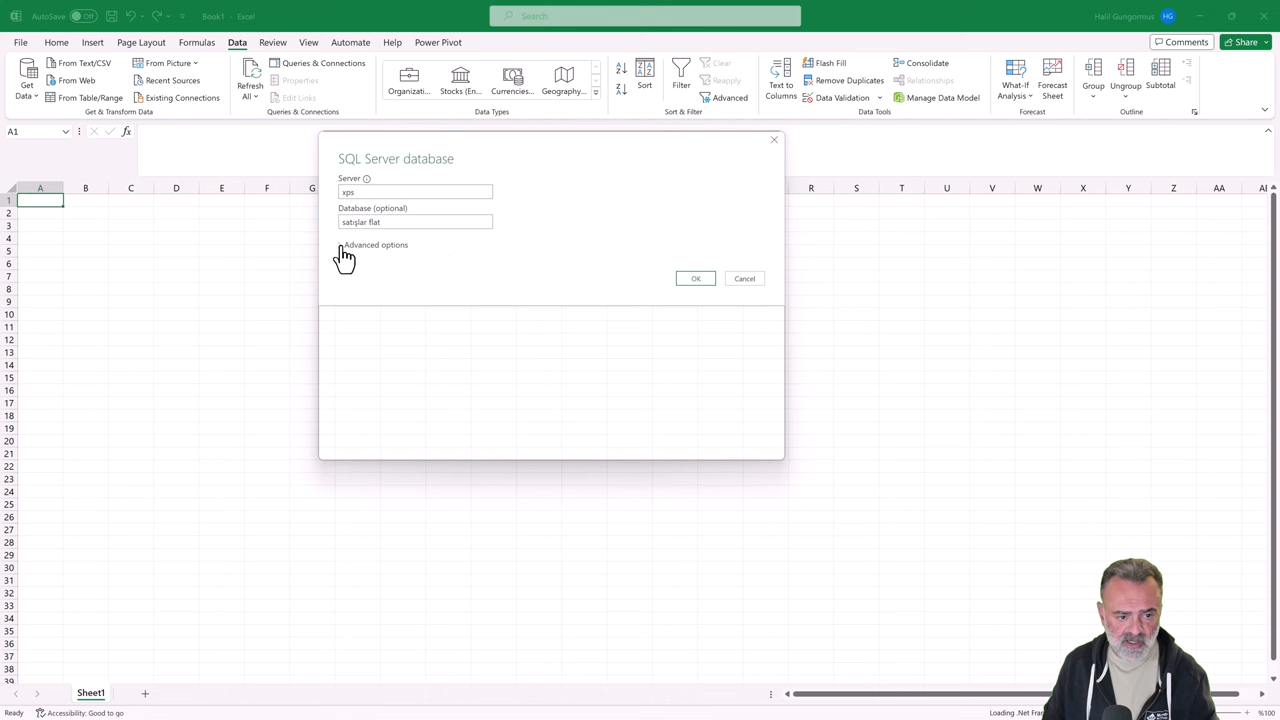 AutoSave Off Book1 - Excel Search Halil Gungormus HG
File Home Insert Page Layout Formulas Data Review View Automate Help Power Pivot Comments Share
Get Data
From Text/CSV
From Web
From Table/Range
From Picture
Recent Sources
Existing Connections
Get & Transform Data
Refresh All
Queries & Connections
Properties
Edit Links
Queries & Connections
Organizati...
Stocks (En...
Currencies...
Geography...
Data Types
Sort
Filter
Clear
Reapply
Advanced
Sort & Filter
Text to Columns
Flash Fill
Remove Duplicates
Data Validation
Consolidate
Relationships
Manage Data Model
Data Tools
What-If Analysis
Forecast Sheet
Forecast
Group
Ungroup
Subtotal
Outline
A1 fx
A B C D E F G R S T U V W X Y Z AA AI
1
2
3
4
5
6
7
8
9
10
11
12
13
14
15
16
17
18
19
20
21
22
23
24
25
26
27
28
29
30
31
32
33
34
35
36
37
38
SQL Server database
Server
xps
Database (optional)
satışlar flat
Advanced options
OK Cancel
Sheet1
Ready Accessibility: Good to go Loading .Net Fra %100